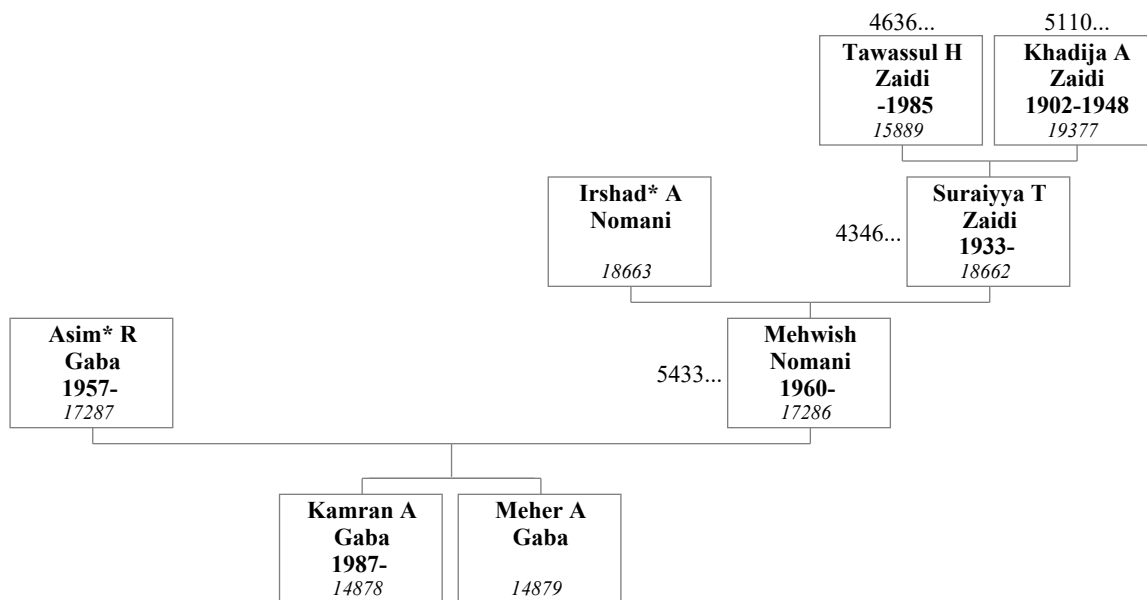 4636...
5110...
Tawassul H
Zaidi
-1985
15889
Khadija A
Zaidi
1902-1948
19377
Irshad* A
Nomani
18663
4346...
Suraiyya T
Zaidi
1933-
18662
Asim* R
Gaba
1957-
17287
5433...
Mehwish
Nomani
1960-
17286
Kamran A
Gaba
1987-
14878
Meher A
Gaba
14879